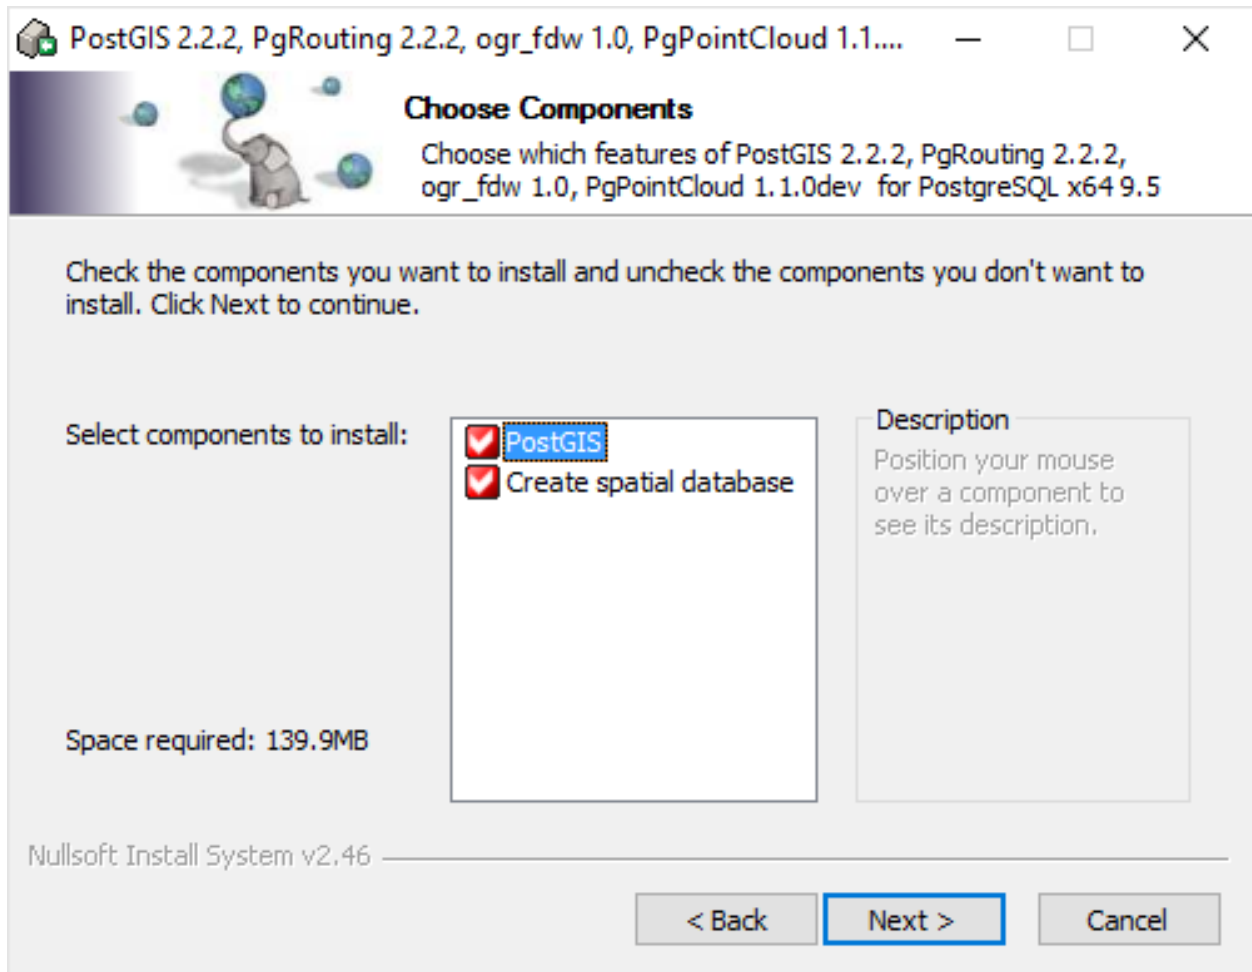 PostGIS 2.2.2, PgRouting 2.2.2, ogr_fdw 1.0, PgPointCloud 1.1....
Choose Components
Choose which features of PostGIS 2.2.2, PgRouting 2.2.2,
ogr_fdw 1.0, PgPointCloud 1.1.0dev  for PostgreSQL x64 9.5
Check the components you want to install and uncheck the components you don't want to
install. Click Next to continue.
Select components to install:
PostGIS
Create spatial database
Description
Position your mouse
over a component to
see its description.
Space required: 139.9MB
Nullsoft Install System v2.46
< Back
Next >
Cancel